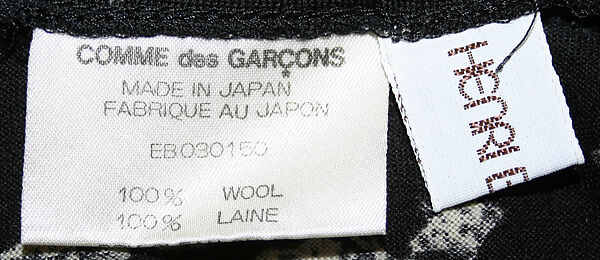 COMME des GARÇONS
MADE IN JAPAN
FABRIQUE AU JAPON
EB030150
100% WOOL
100% LAINE
HENRI E